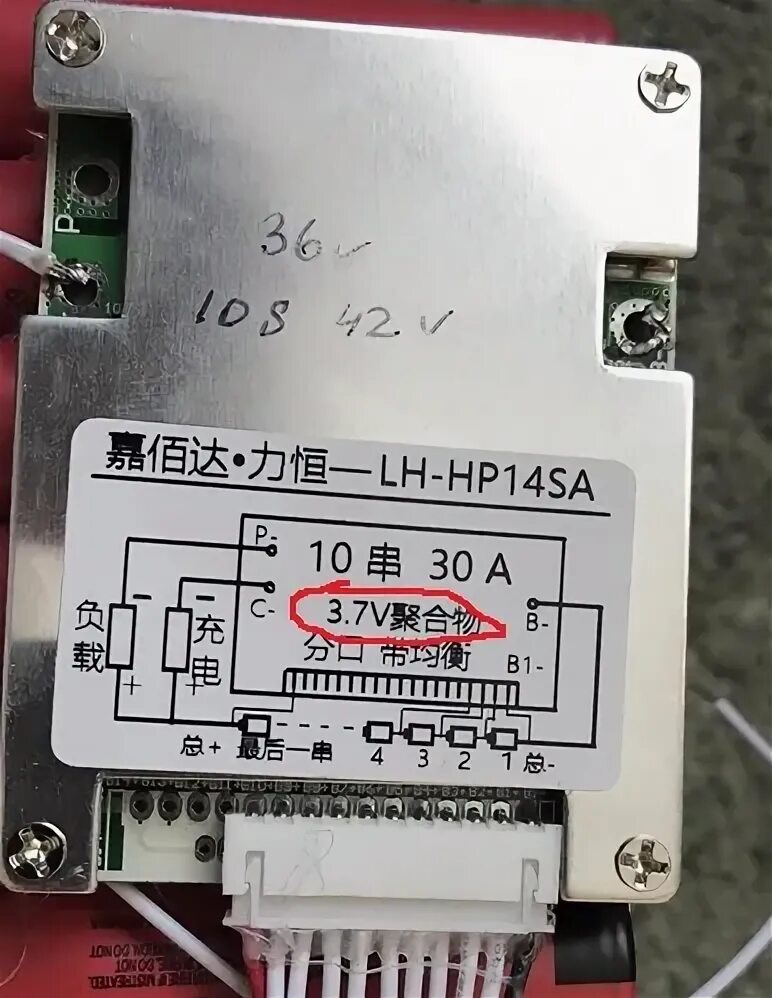 P-
36v
10S 42v
嘉佰达·力恒—LH-HP14SA
P-
10串 30A
C-
3.7V聚合物
B-
负载
充电
分口 带均衡
B1-
总+ 最后一串 4 3 2 1 总-